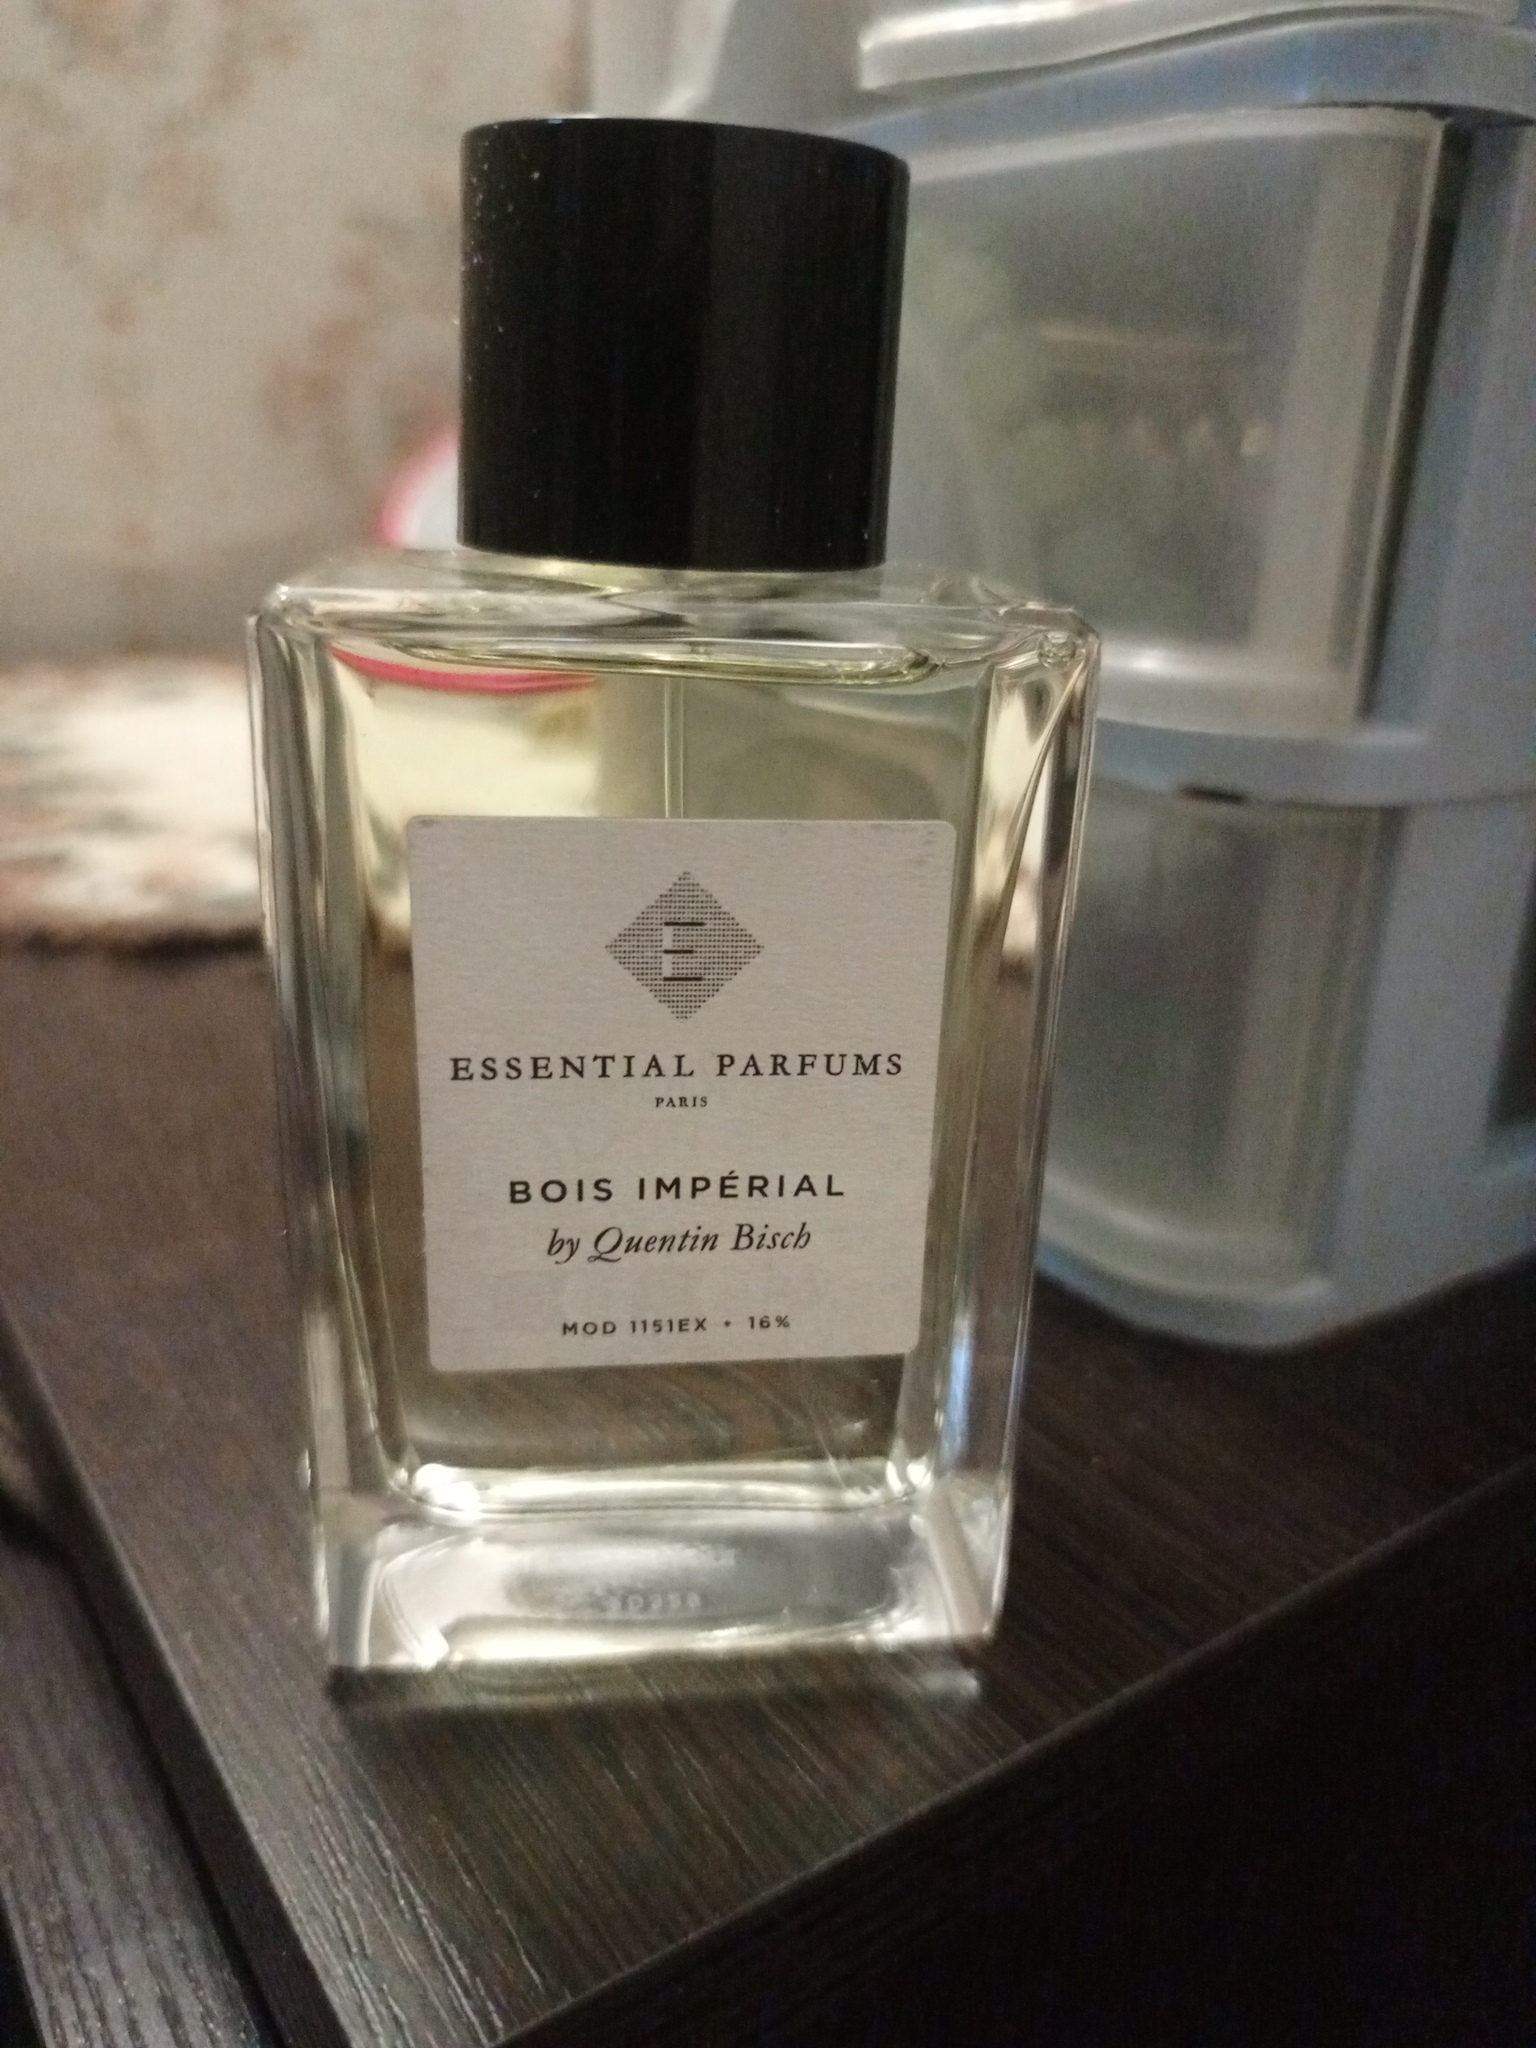 E
ESSENTIAL PARFUMS
PARIS
BOIS IMPÉRIAL
by Quentin Bisch
MOD 1151EX • 16%